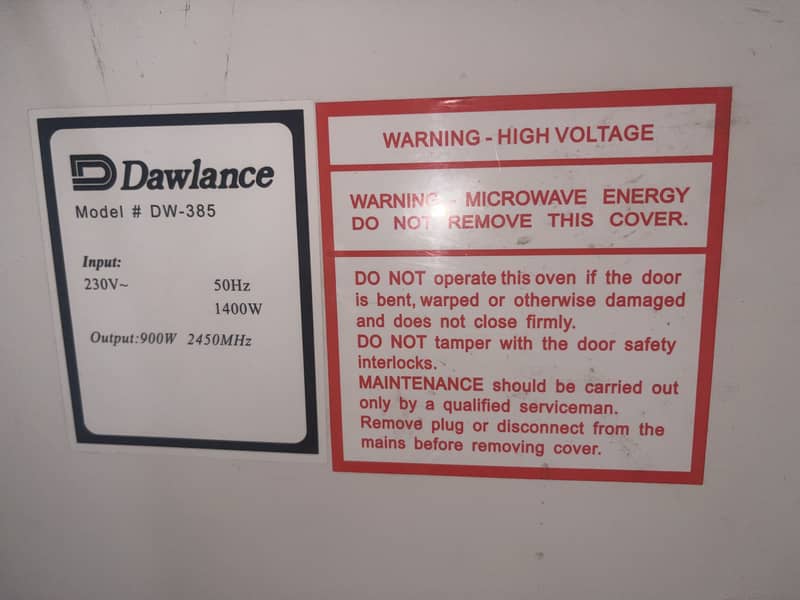 Dawlance
Model # DW-385
Input:
230V~ 50Hz
1400W
Output:900W 2450MHz
WARNING - HIGH VOLTAGE
WARNING - MICROWAVE ENERGY
DO NOT REMOVE THIS COVER.
DO NOT operate this oven if the door
is bent, warped or otherwise damaged
and does not close firmly.
DO NOT tamper with the door safety
interlocks.
MAINTENANCE should be carried out
only by a qualified serviceman.
Remove plug or disconnect from the
mains before removing cover.